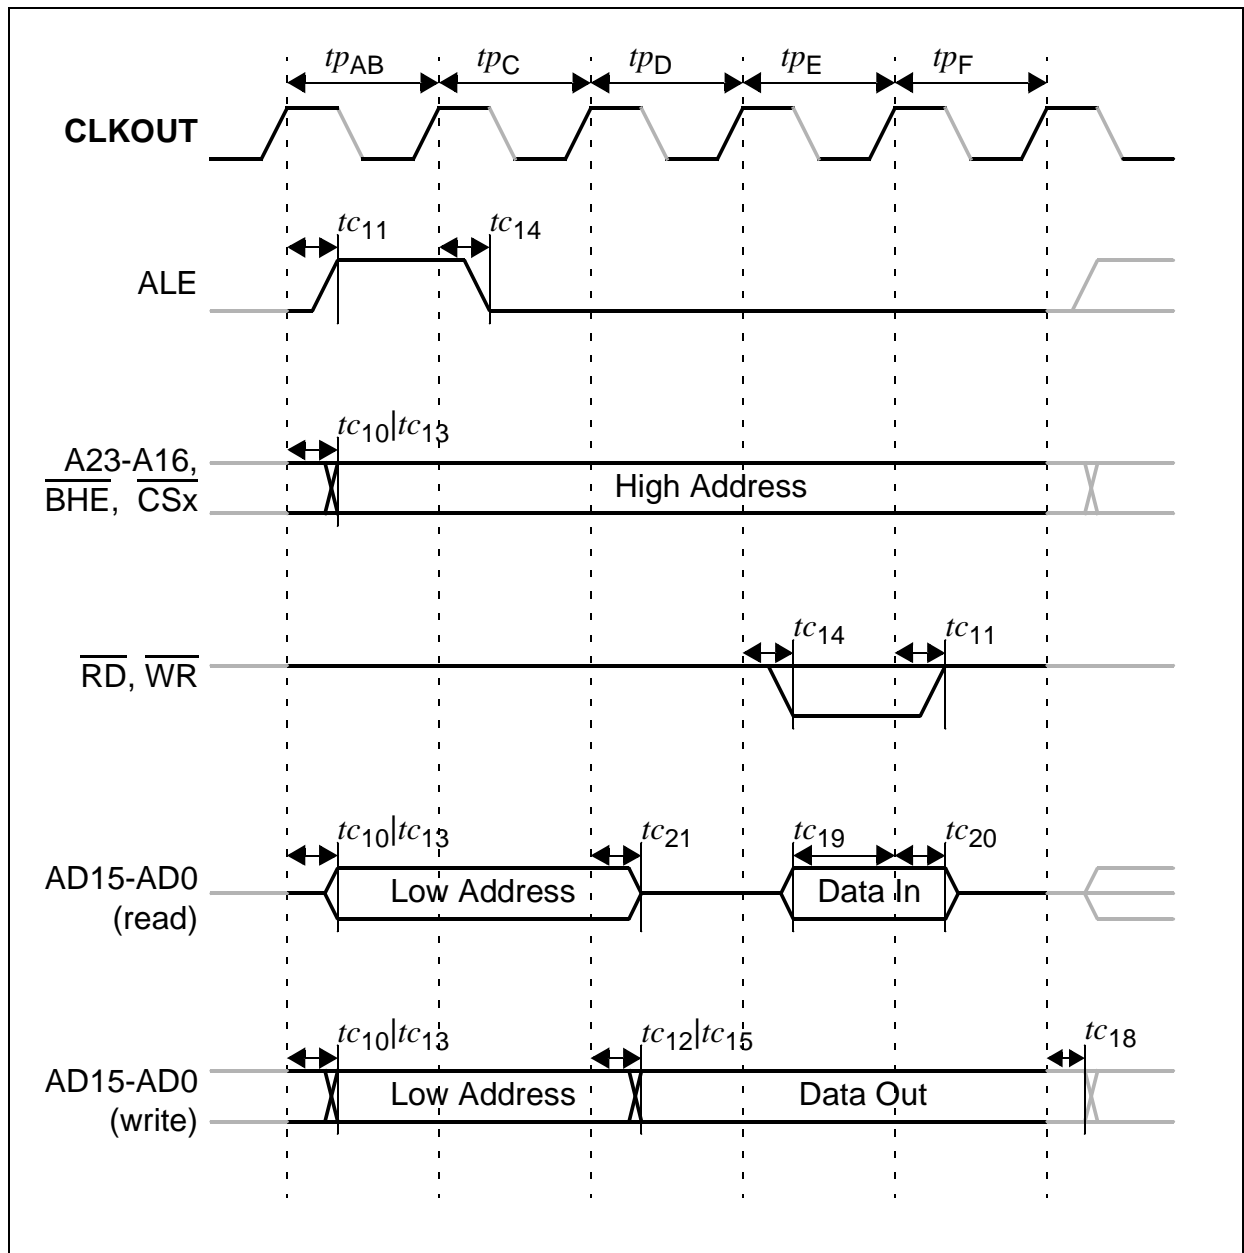 tpAB tpC tpD tpE tpF
CLKOUT
tc11 tc14
ALE
tc10|tc13
A23-A16,
BHE, CSx
High Address
tc14 tc11
RD, WR
tc10|tc13 tc21 tc19 tc20
AD15-AD0
(read)
Low Address Data In
tc10|tc13 tc12|tc15 tc18
AD15-AD0
(write)
Low Address Data Out